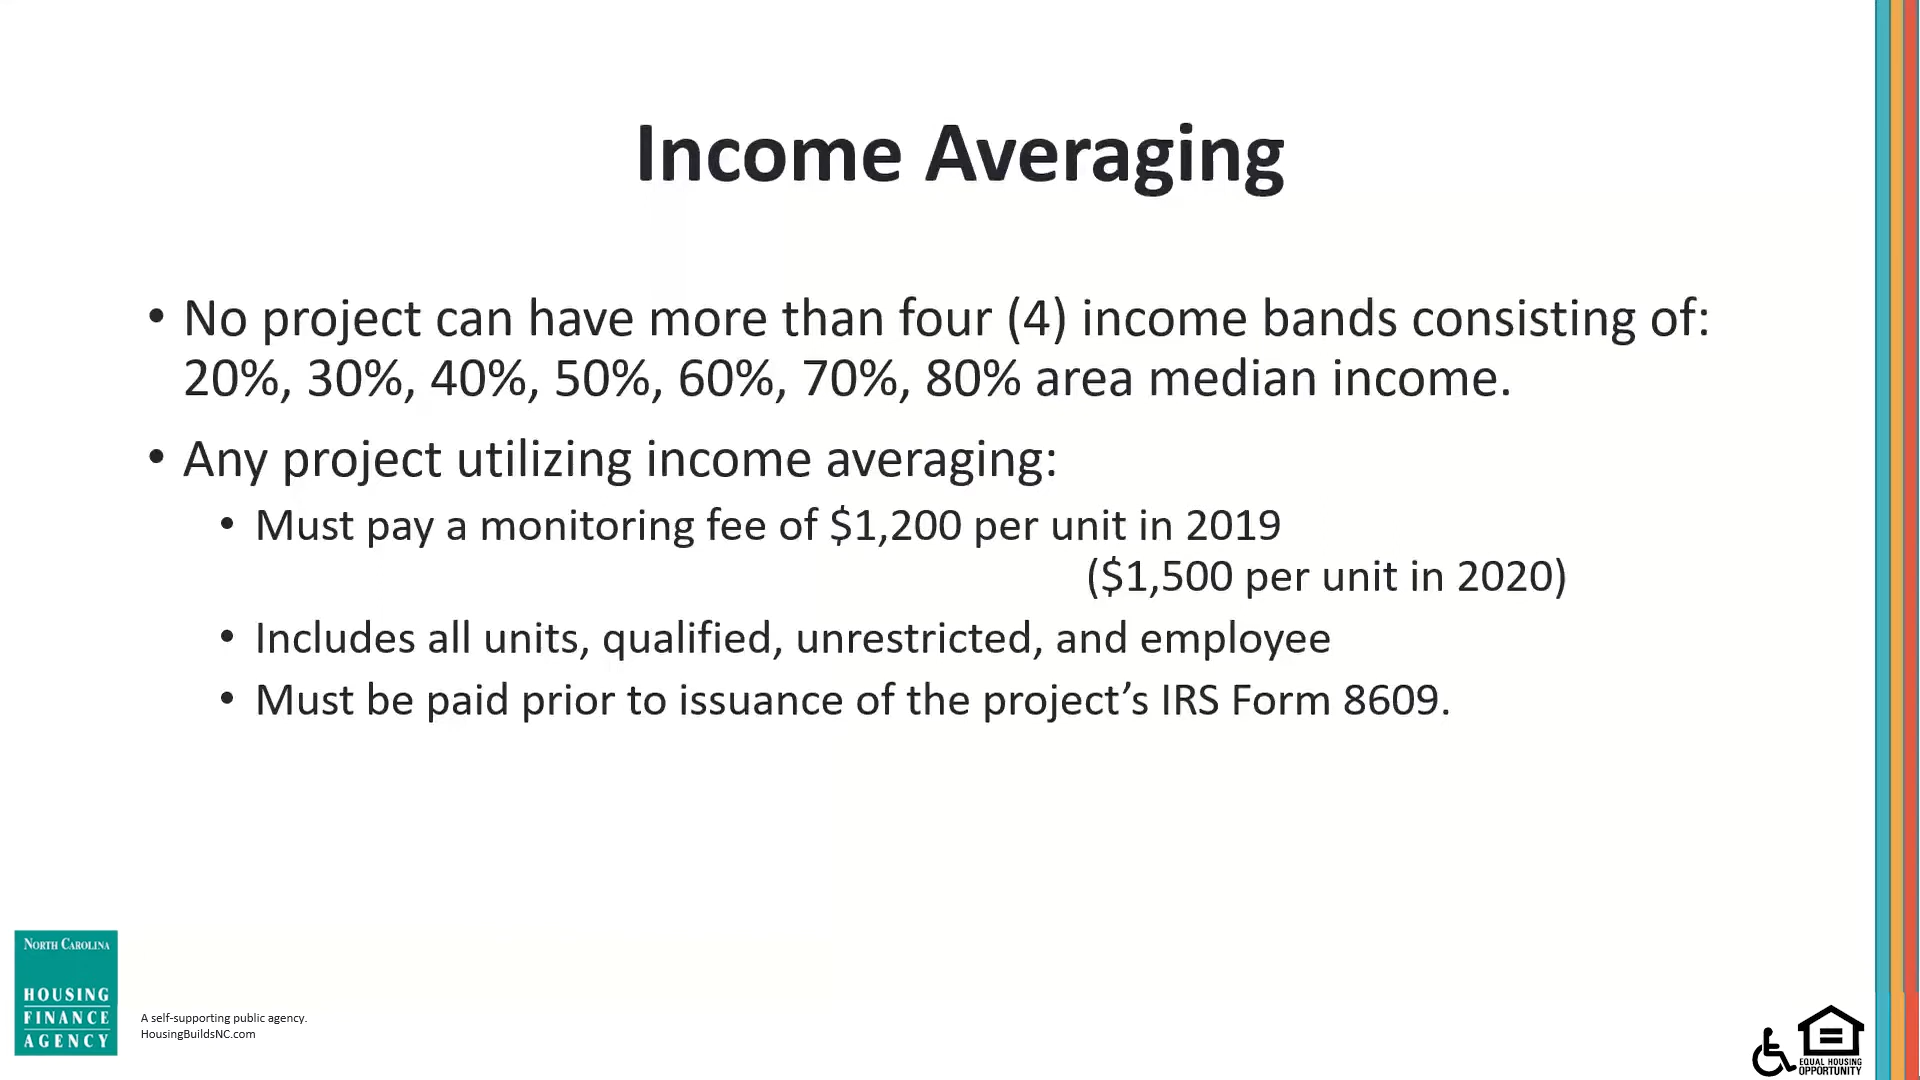 Income Averaging
• No project can have more than four (4) income bands consisting of:
20%, 30%, 40%, 50%, 60%, 70%, 80% area median income.
• Any project utilizing income averaging:
• Must pay a monitoring fee of $1,200 per unit in 2019
($1,500 per unit in 2020)
• Includes all units, qualified, unrestricted, and employee
• Must be paid prior to issuance of the project’s IRS Form 8609.
NORTH CAROLINA
HOUSING
FINANCE
AGENCY
A self-supporting public agency.
HousingBuildsNC.com
EQUAL HOUSING
OPPORTUNITY